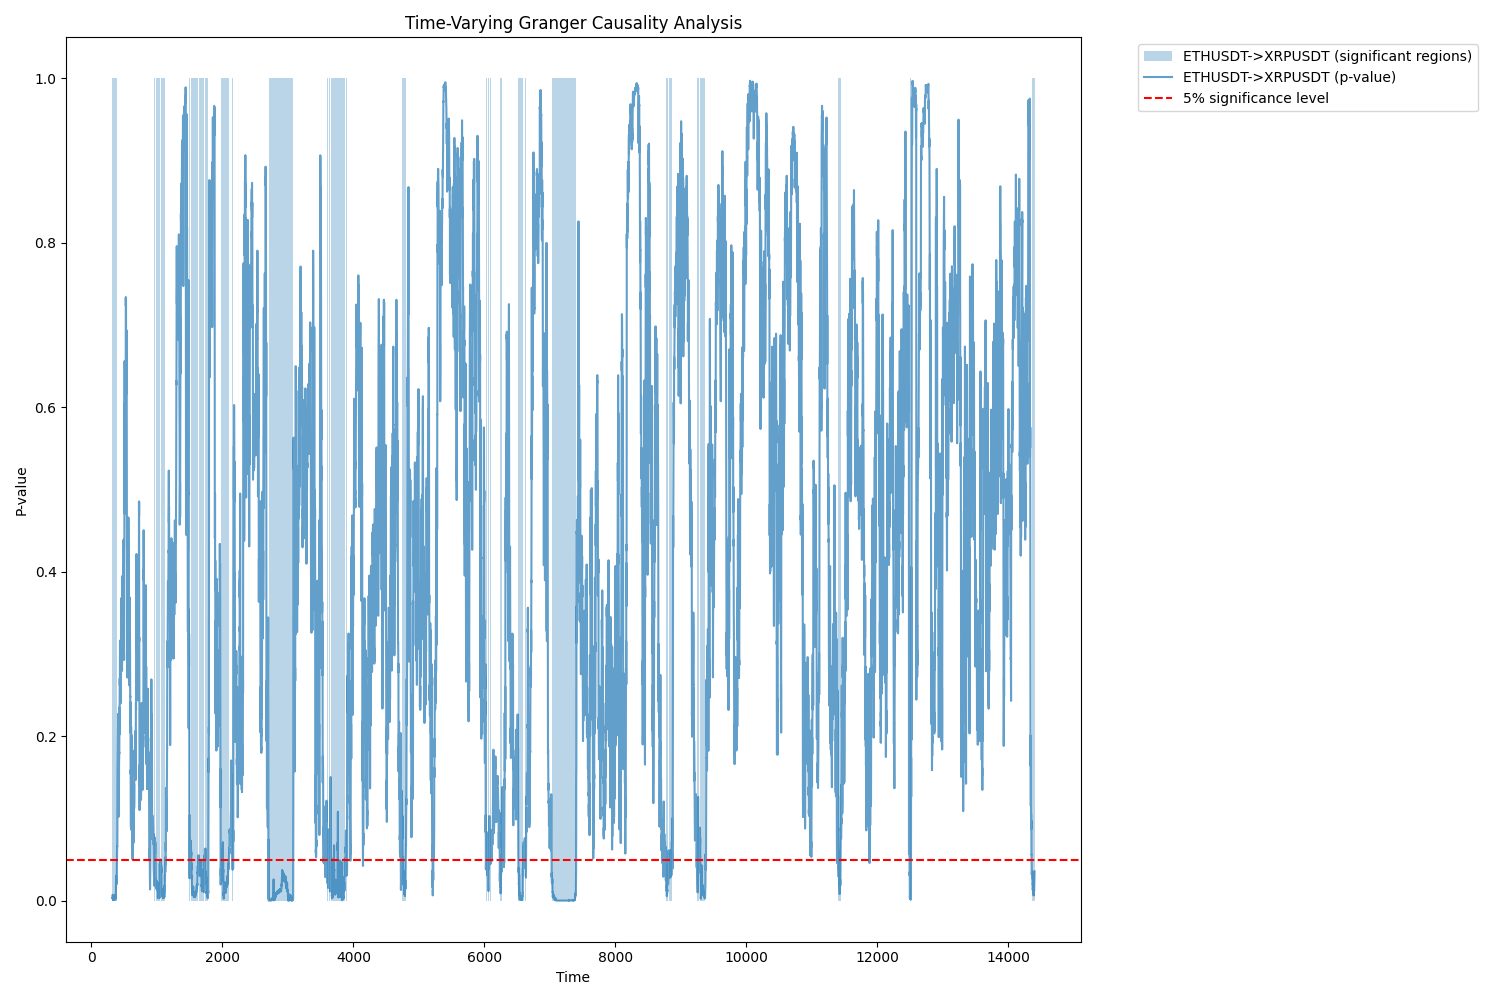 Time-Varying Granger Causality Analysis
ETHUSDT->XRPUSDT (significant regions)
ETHUSDT->XRPUSDT (p-value)
5% significance level
1.0
0.8
0.6
0.4
0.2
0.0
P-value
0 2000 4000 6000 8000 10000 12000 14000
Time